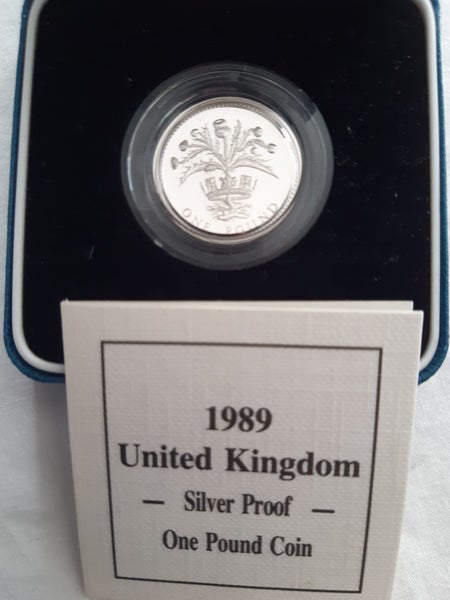 ONE POUND
1989
United Kingdom
— Silver Proof —
One Pound Coin